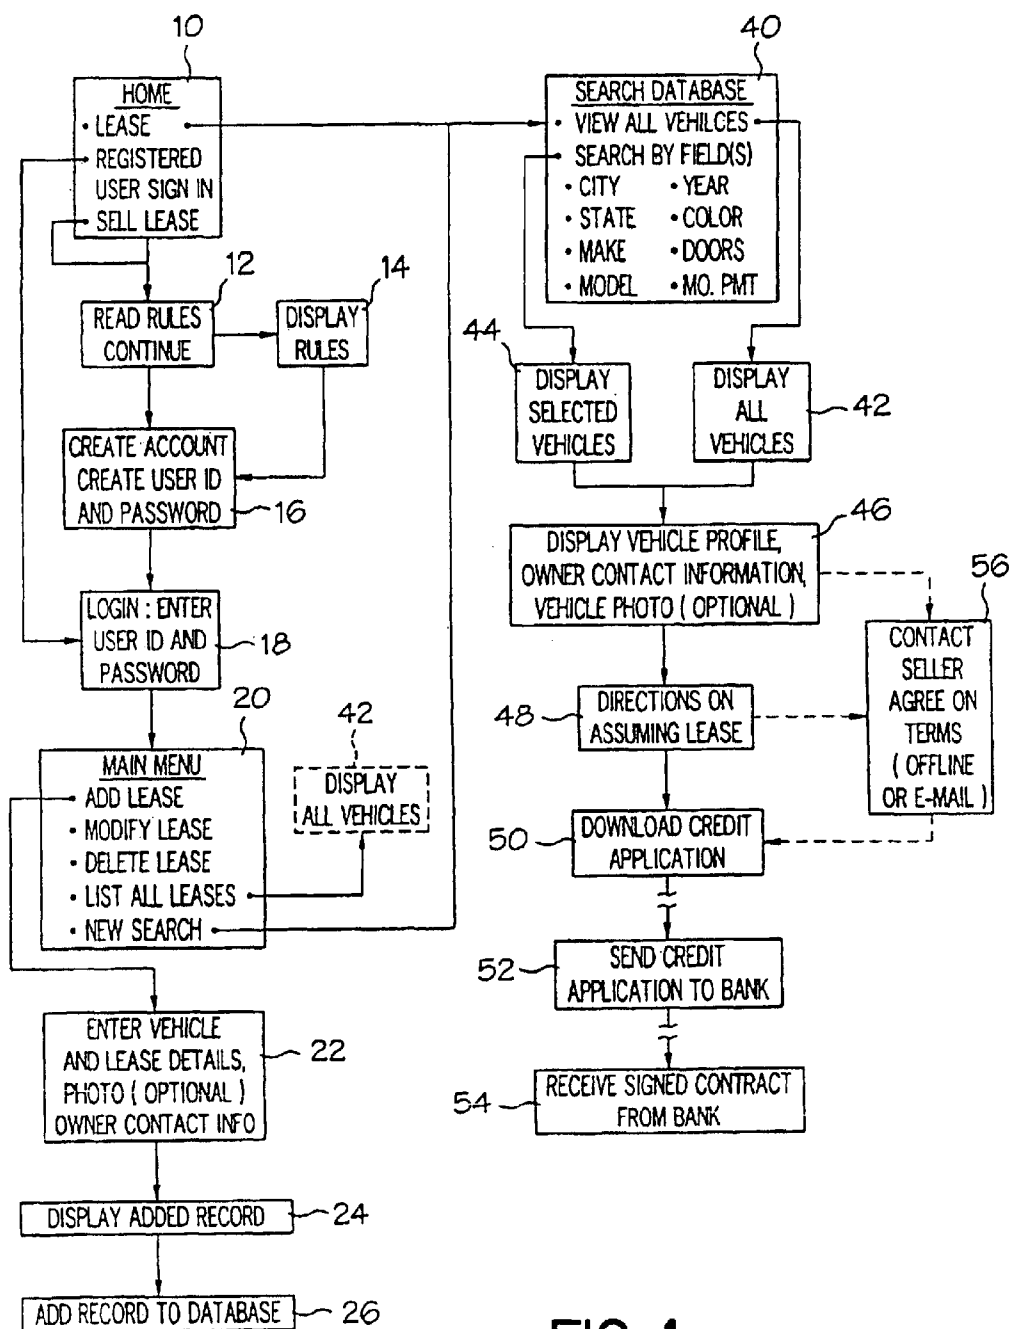 10
HOME
• LEASE
• REGISTERED
USER SIGN IN
• SELL LEASE
12
READ RULES
CONTINUE
14
DISPLAY
RULES
CREATE ACCOUNT
CREATE USER ID
AND PASSWORD
16
LOGIN : ENTER
USER ID AND
PASSWORD
18
20
MAIN MENU
• ADD LEASE
• MODIFY LEASE
• DELETE LEASE
• LIST ALL LEASES
• NEW SEARCH
42
DISPLAY
ALL VEHICLES
ENTER VEHICLE
AND LEASE DETAILS,
PHOTO ( OPTIONAL )
OWNER CONTACT INFO
22
DISPLAY ADDED RECORD
24
ADD RECORD TO DATABASE
26
40
SEARCH DATABASE
• VIEW ALL VEHILCES
• SEARCH BY FIELD(S)
• CITY • YEAR
• STATE • COLOR
• MAKE • DOORS
• MODEL • MO. PMT
44
DISPLAY
SELECTED
VEHICLES
DISPLAY
ALL
VEHICLES
42
46
DISPLAY VEHICLE PROFILE,
OWNER CONTACT INFORMATION,
VEHICLE PHOTO ( OPTIONAL )
56
CONTACT
SELLER
AGREE ON
TERMS
( OFFLINE
OR E-MAIL )
48
DIRECTIONS ON
ASSUMING LEASE
50
DOWNLOAD CREDIT
APPLICATION
52
SEND CREDIT
APPLICATION TO BANK
54
RECEIVE SIGNED CONTRACT
FROM BANK